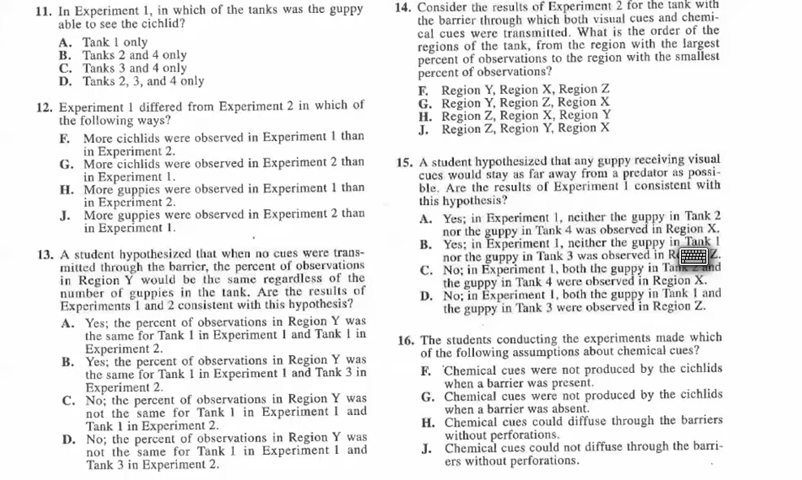 11. In Experiment 1, in which of the tanks was the guppy
able to see the cichlid?
A. Tank 1 only
B. Tanks 2 and 4 only
C. Tanks 3 and 4 only
D. Tanks 2, 3, and 4 only
12. Experiment 1 differed from Experiment 2 in which of
the following ways?
F. More cichlids were observed in Experiment 1 than
in Experiment 2.
G. More cichlids were observed in Experiment 2 than
in Experiment 1.
H. More guppies were observed in Experiment 1 than
in Experiment 2.
J. More guppies were observed in Experiment 2 than
in Experiment 1.
13. A student hypothesized that when no cues were trans-
mitted through the barrier, the percent of observations
in Region Y would be the same regardless of the
number of guppies in the tank. Are the results of
Experiments 1 and 2 consistent with this hypothesis?
A. Yes; the percent of observations in Region Y was
the same for Tank 1 in Experiment 1 and Tank 1 in
Experiment 2.
B. Yes; the percent of observations in Region Y was
the same for Tank 1 in Experiment 1 and Tank 3 in
Experiment 2.
C. No; the percent of observations in Region Y was
not the same for Tank 1 in Experiment 1 and
Tank 1 in Experiment 2.
D. No; the percent of observations in Region Y was
not the same for Tank 1 in Experiment 1 and
Tank 3 in Experiment 2.
14. Consider the results of Experiment 2 for the tank with
the barrier through which both visual cues and chemi-
cal cues were transmitted. What is the order of the
regions of the tank, from the region with the largest
percent of observations to the region with the smallest
percent of observations?
F. Region Y, Region X, Region Z
G. Region Y, Region Z, Region X
H. Region Z, Region X, Region Y
J. Region Z, Region Y, Region X
15. A student hypothesized that any guppy receiving visual
cues would stay as far away from a predator as possi-
ble. Are the results of Experiment 1 consistent with
this hypothesis?
A. Yes; in Experiment 1, neither the guppy in Tank 2
nor the guppy in Tank 4 was observed in Region X.
B. Yes; in Experiment 1, neither the guppy in Tank 1
nor the guppy in Tank 3 was observed in Z.
C. No; in Experiment 1, both the guppy in and
the guppy in Tank 4 were observed in Region X.
D. No; in Experiment 1, both the guppy in Tank 1 and
the guppy in Tank 3 were observed in Region Z.
16. The students conducting the experiments made which
of the following assumptions about chemical cues?
F. Chemical cues were not produced by the cichlids
when a barrier was present.
G. Chemical cues were not produced by the cichlids
when a barrier was absent.
H. Chemical cues could diffuse through the barriers
without perforations.
J. Chemical cues could not diffuse through the barri-
ers without perforations.